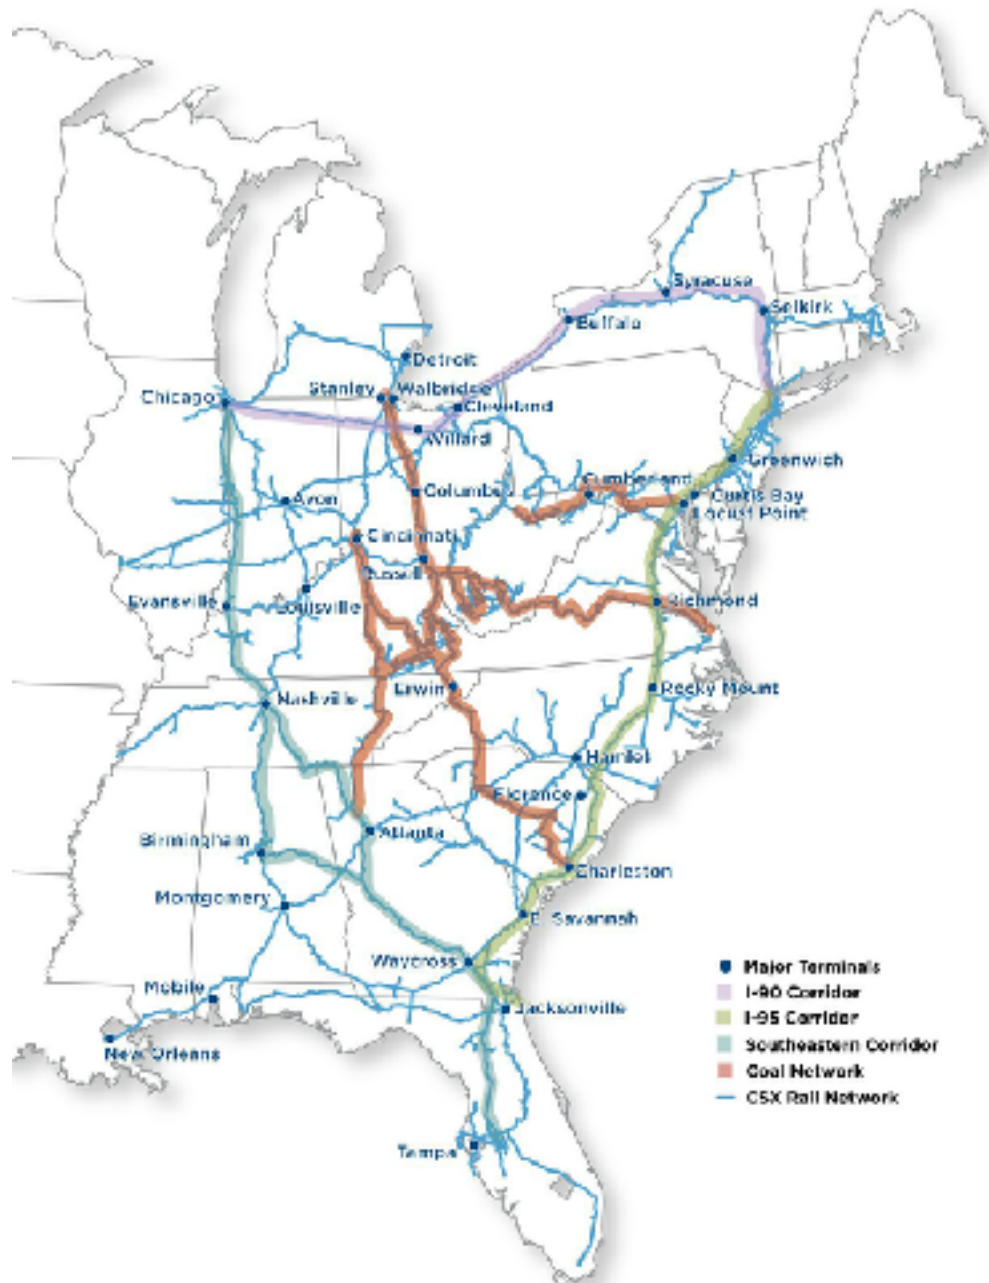 Syracuse
Selkirk
Buffalo
Detroit
Stanley
Walbridge
Chicago
Cleveland
Willard
Greenwich
Cumberland
Columbus
Curtis Bay
Locust Point
Avon
Cincinnati
Russell
Evansville
Louisville
Richmond
Erwin
Rocky Mount
Nashville
Hamlet
Florence
Atlanta
Birmingham
Charleston
Montgomery
E. Savannah
Waycross
Mobile
Jacksonville
New Orleans
Tampa
Major Terminals
I-90 Corridor
I-95 Corridor
Southeastern Corridor
Coal Network
CSX Rail Network